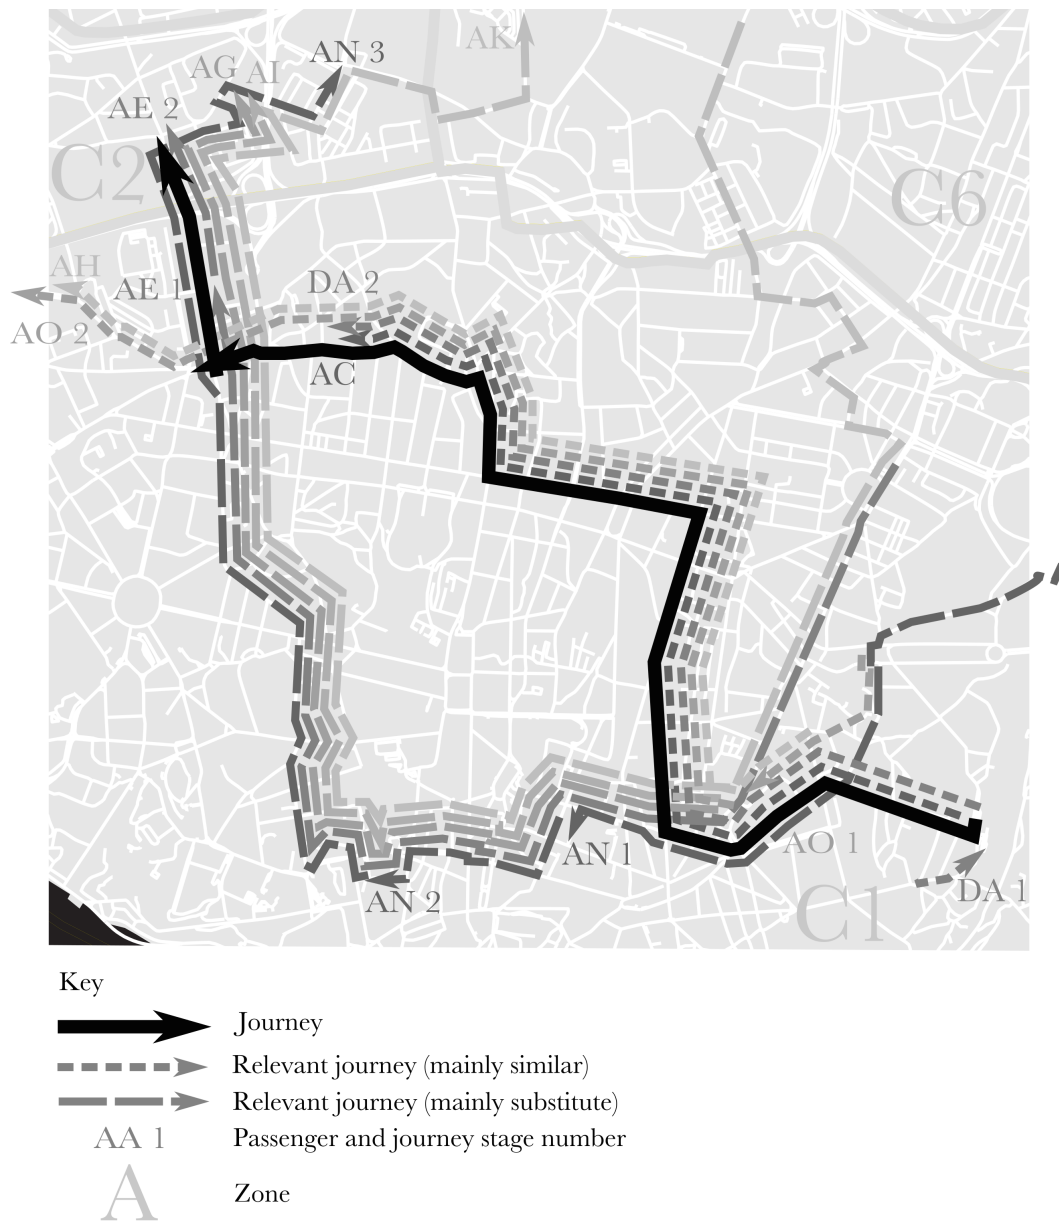 AK
AN 3
AG AI
AE 2
C2
C6
AH
AE 1
DA 2
AO 2
AC
AO 1
AN 1
DA 1
AN 2
C1
Key
Journey
Relevant journey (mainly similar)
Relevant journey (mainly substitute)
AA 1 Passenger and journey stage number
A Zone